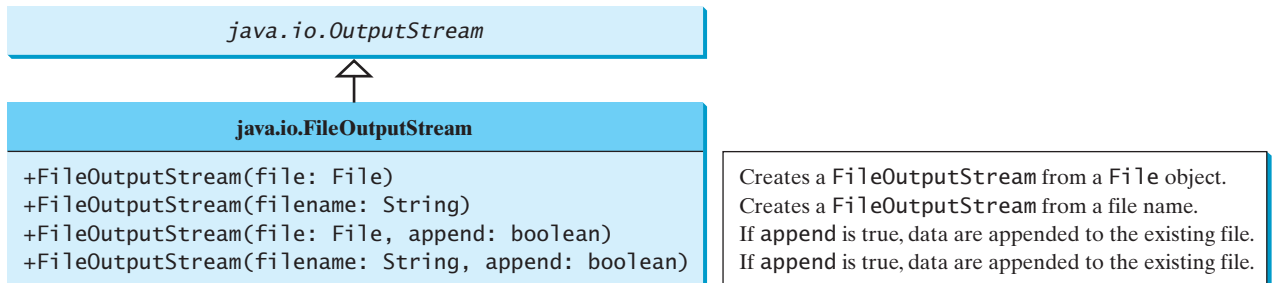 java.io.OutputStream
java.io.FileOutputStream
+FileOutputStream(file: File)
+FileOutputStream(filename: String)
+FileOutputStream(file: File, append: boolean)
+FileOutputStream(filename: String, append: boolean)
Creates a FileOutputStream from a File object.
Creates a FileOutputStream from a file name.
If append is true, data are appended to the existing file.
If append is true, data are appended to the existing file.